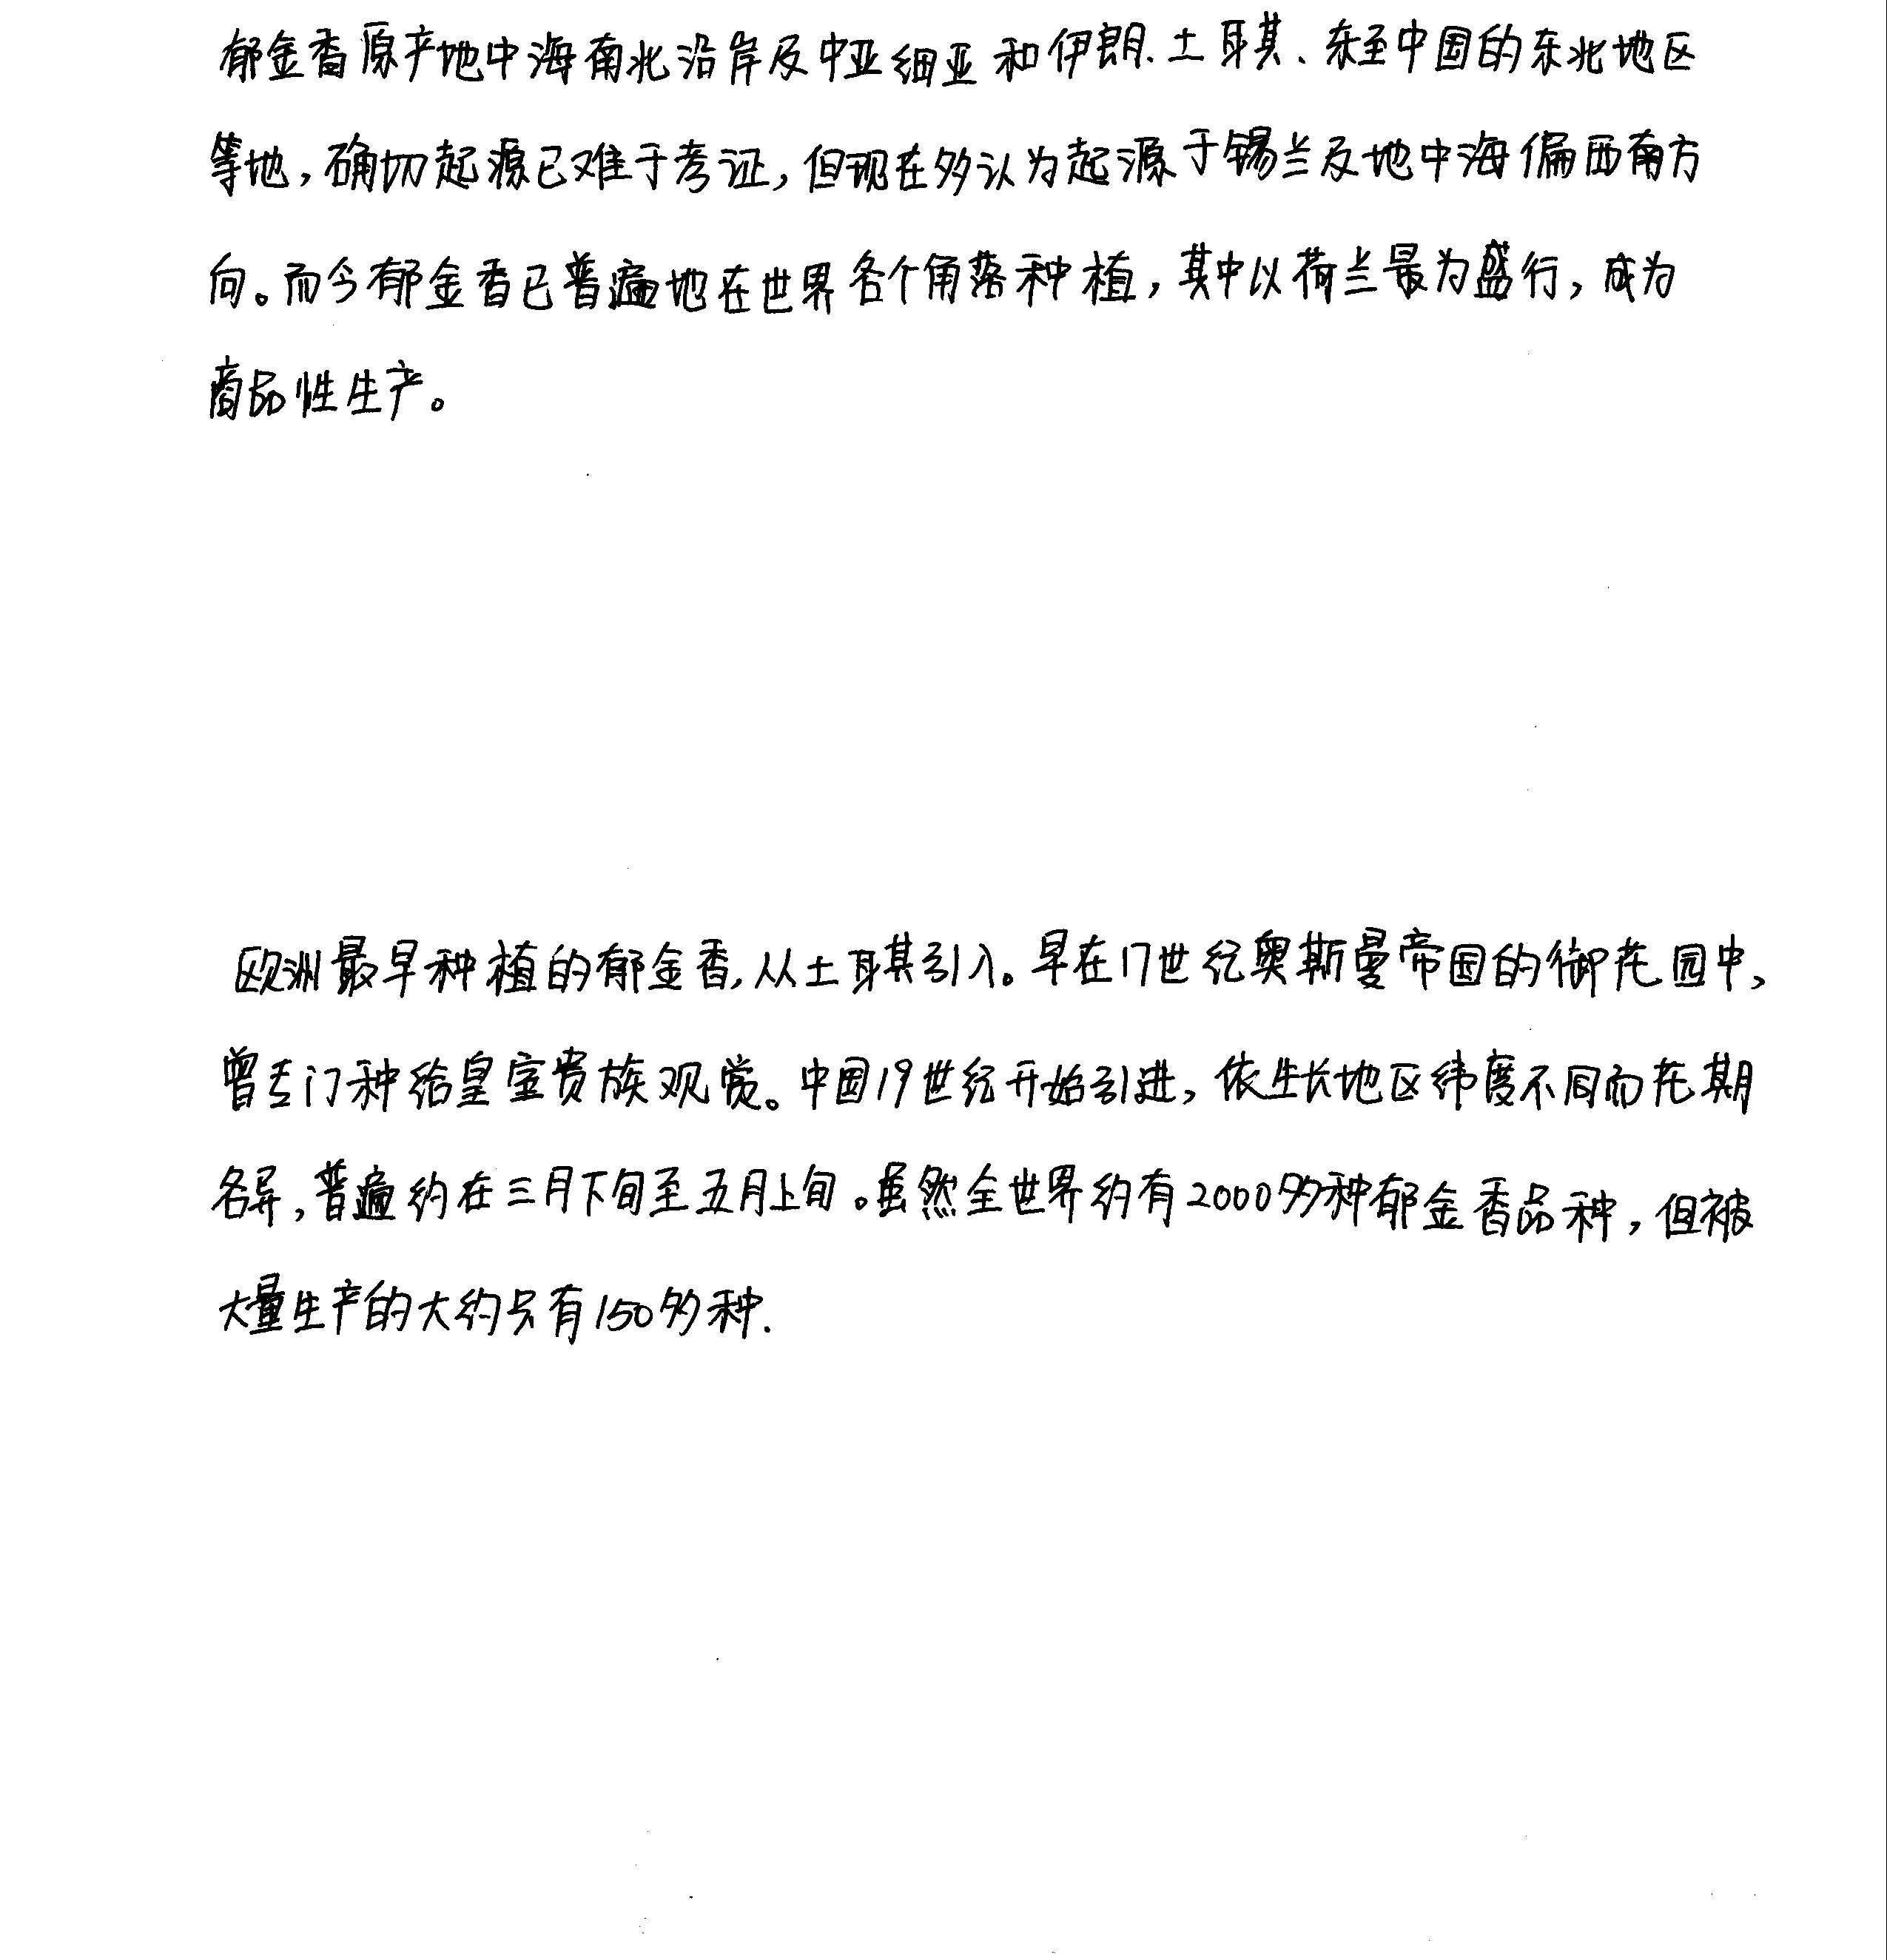 郁金香原产地中海南北沿岸及中亚细亚和伊朗.土耳其、东至中国的东北地区
等地,确切起源已难于考证,但现在多认为起源于锡兰及地中海偏西南方
向。而今郁金香已普遍地在世界各个角落种植,其中以荷兰最为盛行,成为
商品性生产。
欧洲最早种植的郁金香,从土耳其引入。早在17世纪奥斯曼帝国的御花园中,
曾专门种给皇室贵族观赏。中国19世纪开始引进,依生长地区纬度不同而花期
各异,普遍约在三月下旬至五月上旬。虽然全世界约有2000多种郁金香品种,但被
大量生产的大约只有150多种.